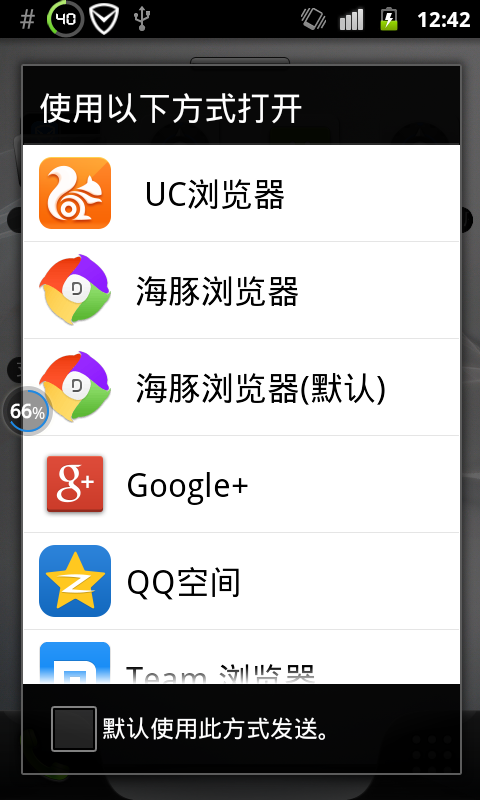 # 40 12:42
使用以下方式打开
UC浏览器
海豚浏览器
海豚浏览器(默认)
66%
Google+
QQ空间
Team 浏览器
默认使用此方式发送。